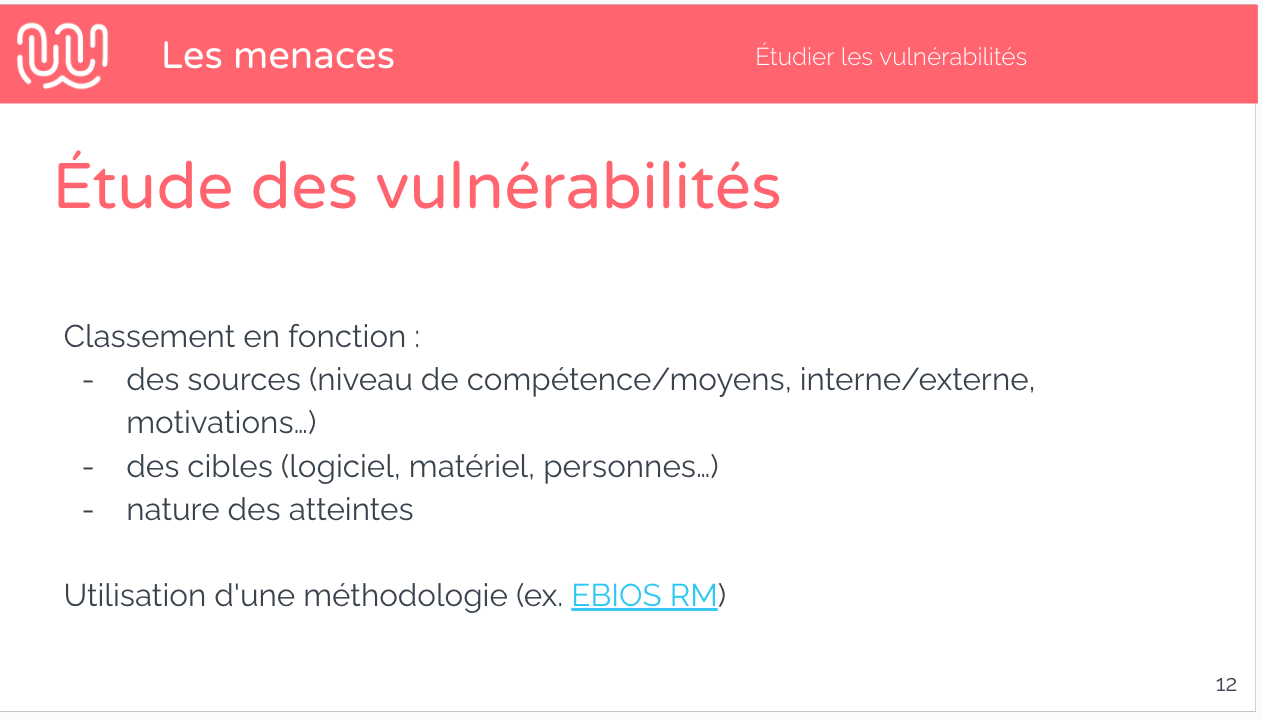 Les menaces
Étudier les vulnérabilités
Étude des vulnérabilités
Classement en fonction :
- des sources (niveau de compétence/moyens, interne/externe,
motivations…)
- des cibles (logiciel, matériel, personnes…)
- nature des atteintes
Utilisation d'une méthodologie (ex. EBIOS RM)
12